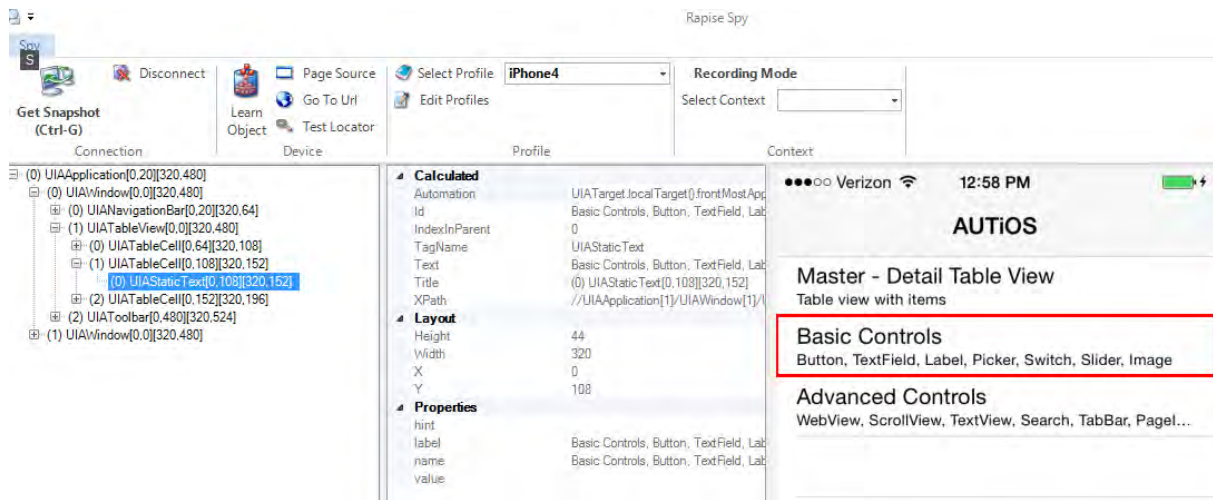 Rapise Spy
Spy
S
Get Snapshot
(Ctrl-G)
Disconnect
Connection
Learn
Object
Page Source
Go To Url
Test Locator
Device
Select Profile iPhone4
Edit Profiles
Profile
Recording Mode
Select Context
Context
(0) UIAApplication[0,20][320,480]
(0) UIAWindow[0,0][320,480]
(0) UIANavigationBar[0,20][320,64]
(1) UIATableView[0,0][320,480]
(0) UIATableCell[0,64][320,108]
(1) UIATableCell[0,108][320,152]
(0) UIAStaticText[0,108][320,152]
(2) UIATableCell[0,152][320,196]
(2) UIAToolbar[0,480][320,524]
(1) UIAWindow[0,0][320,480]
Calculated
Automation UIATarget.localTarget().frontMostApp
Id Basic Controls, Button, TextField, Lab
IndexInParent 0
TagName UIAStaticText
Text Basic Controls, Button, TextField, Lab
Title (0) UIAStaticText[0,108][320,152]
XPath //UIAApplication[1]/UIAWindow[1]/U
Layout
Height 44
Width 320
X 0
Y 108
Properties
hint
label Basic Controls, Button, TextField, Lab
name Basic Controls, Button, TextField, Lab
value
Verizon 12:58 PM
AUTiOS
Master - Detail Table View
Table view with items
Basic Controls
Button, TextField, Label, Picker, Switch, Slider, Image
Advanced Controls
WebView, ScrollView, TextView, Search, TabBar, PageI...